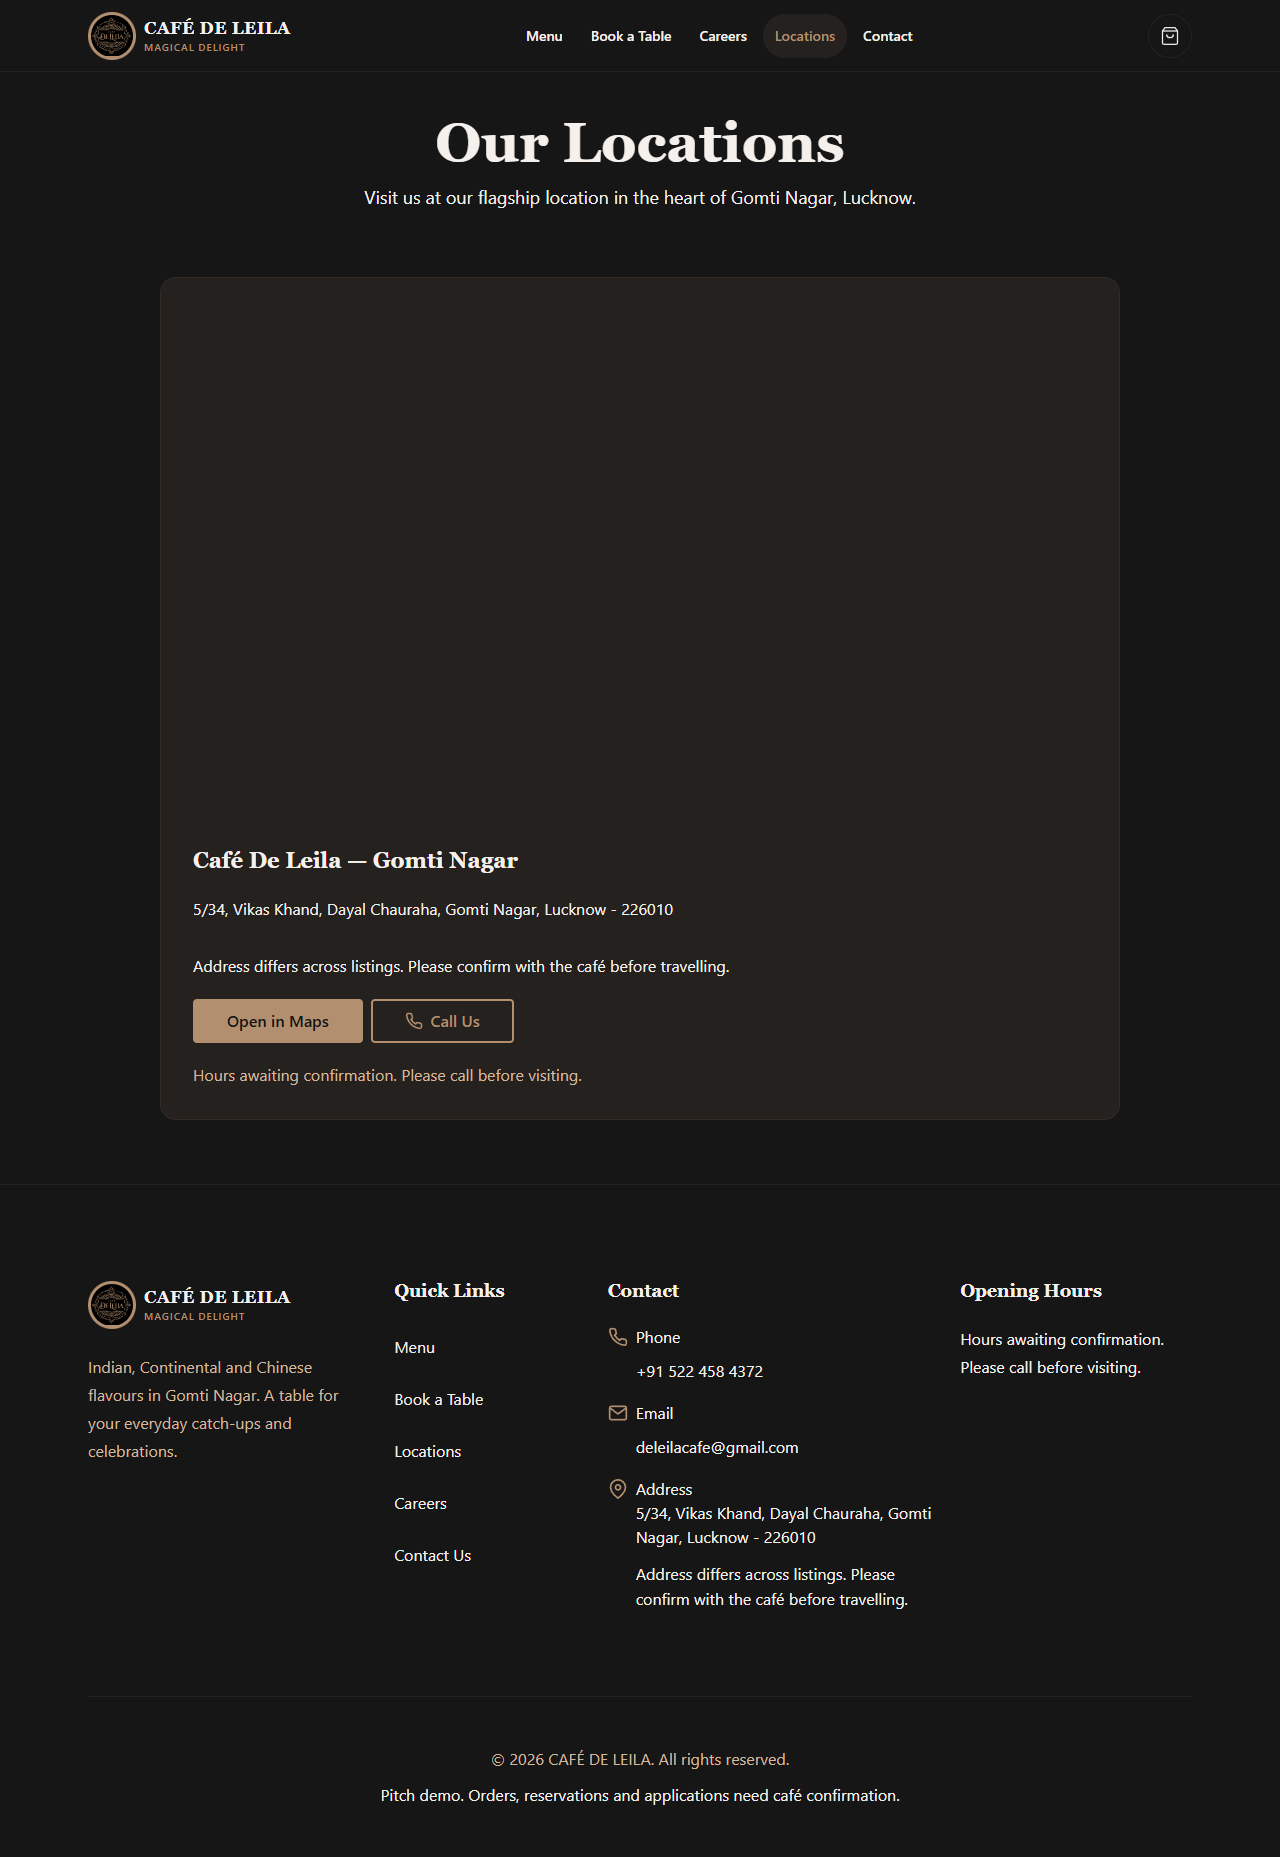 CAFÉ DE LEILA
MAGICAL DELIGHT
Menu
Book a Table
Careers
Locations
Contact
Our Locations
Visit us at our flagship location in the heart of Gomti Nagar, Lucknow.
Café De Leila — Gomti Nagar
5/34, Vikas Khand, Dayal Chauraha, Gomti Nagar, Lucknow - 226010
Address differs across listings. Please confirm with the café before travelling.
Open in Maps
Call Us
Hours awaiting confirmation. Please call before visiting.
CAFÉ DE LEILA
MAGICAL DELIGHT
Indian, Continental and Chinese
flavours in Gomti Nagar. A table for
your everyday catch-ups and
celebrations.
Quick Links
Menu
Book a Table
Locations
Careers
Contact Us
Contact
Phone
+91 522 458 4372
Email
deleilacafe@gmail.com
Address
5/34, Vikas Khand, Dayal Chauraha, Gomti
Nagar, Lucknow - 226010
Address differs across listings. Please
confirm with the café before travelling.
Opening Hours
Hours awaiting confirmation.
Please call before visiting.
© 2026 CAFÉ DE LEILA. All rights reserved.
Pitch demo. Orders, reservations and applications need café confirmation.